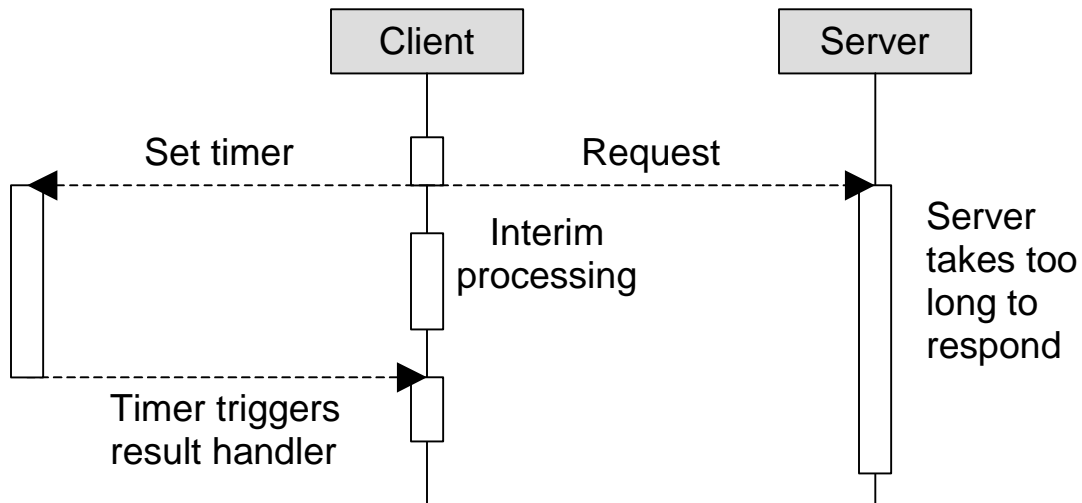 Client
Server
Set timer
Request
Interim
processing
Server
takes too
long to
respond
Timer triggers
result handler